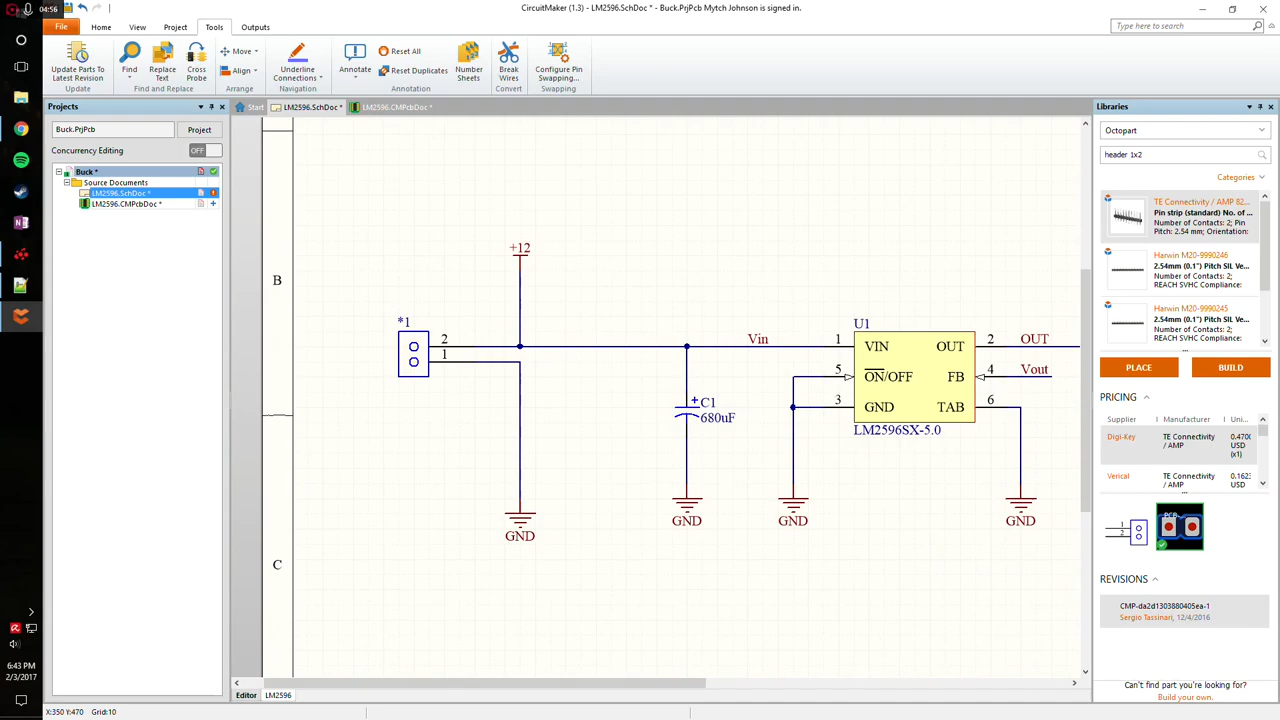 04:56
CircuitMaker (1.3) - LM2596.SchDoc * - Buck.PrjPcb Mytch Johnson is signed in.
File Home View Project Tools Outputs
Type here to search
Update Parts To
Latest Revision
Update
Find
Replace
Text
Cross
Probe
Find and Replace
Move
Align
Arrange
Underline
Connections
Navigation
Annotate
Reset All
Reset Duplicates
Number
Sheets
Annotation
Break
Wires
Convert
Configure Pin
Swapping...
Swapping
Projects
Buck.PrjPcb
Project
Concurrency Editing
OFF
Buck *
Source Documents
LM2596.SchDoc *
LM2596.CMPcbDoc *
Start
LM2596.SchDoc *
LM2596.CMPcbDoc *
B
C
+12
*1
2
1
Vin
C1
680uF
+
U1
1 VIN OUT 2 OUT
5 ON/OFF FB 4 Vout
3 GND TAB 6
LM2596SX-5.0
GND
GND
GND
GND
Libraries
Octopart
header 1x2
Categories
TE Connectivity / AMP 82...
Pin strip (standard) No. of ...
Number of Contacts: 2; Pin
Pitch: 2.54 mm; Orientation:
Harwin M20-9990246
2.54mm (0.1") Pitch SIL Ve...
Number of Contacts: 2;
REACH SVHC Compliance:
Harwin M20-9990245
2.54mm (0.1") Pitch SIL Ve...
Number of Contacts: 2;
REACH SVHC Compliance:
PLACE
BUILD
PRICING
Supplier Manufacturer Uni...
Digi-Key
TE Connectivity
/ AMP
0.4700
USD
(x1)
Verical
TE Connectivity
/ AMP
0.162
USD
1
2
PCB-
REVISIONS
CMP-da2d1303880405ea-1
Sergio Tassinari, 12/4/2016
Can't find part you're looking for?
Build your own.
Editor
LM2596
X:350 Y:470 Grid:10
6:43 PM
2/3/2017